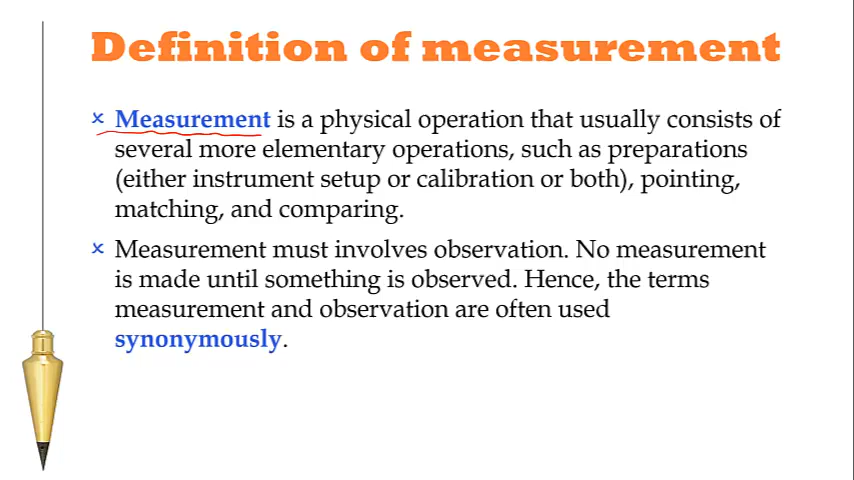 Definition of measurement
Measurement is a physical operation that usually consists of
several more elementary operations, such as preparations
(either instrument setup or calibration or both), pointing,
matching, and comparing.
Measurement must involves observation. No measurement
is made until something is observed. Hence, the terms
measurement and observation are often used
synonymously.